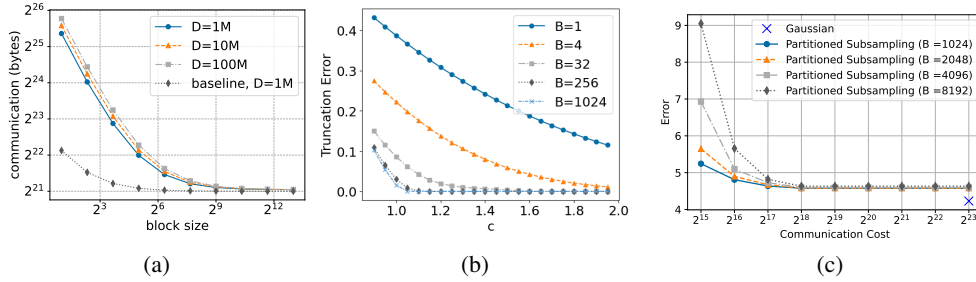 communication (bytes)
2^26
2^25
2^24
2^23
2^22
2^21
D=1M
D=10M
D=100M
baseline, D=1M
2^3 2^6 2^9 2^12
block size
(a)
Truncation Error
0.4
0.3
0.2
0.1
0.0
B=1
B=4
B=32
B=256
B=1024
1.0 1.2 1.4 1.6 1.8 2.0
c
(b)
Error
9
8
7
6
5
4
Gaussian
Partitioned Subsampling (B =1024)
Partitioned Subsampling (B =2048)
Partitioned Subsampling (B =4096)
Partitioned Subsampling (B =8192)
2^15 2^16 2^17 2^18 2^19 2^20 2^21 2^22 2^23
Communication Cost
(c)